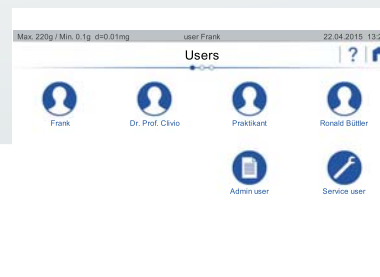 Max. 220g / Min. 0.1g d=0.01mg user Frank 22.04.2015
Users ?
Frank Dr. Prof. Clivio Praktikant Ronald Büttler
Admin user Service user